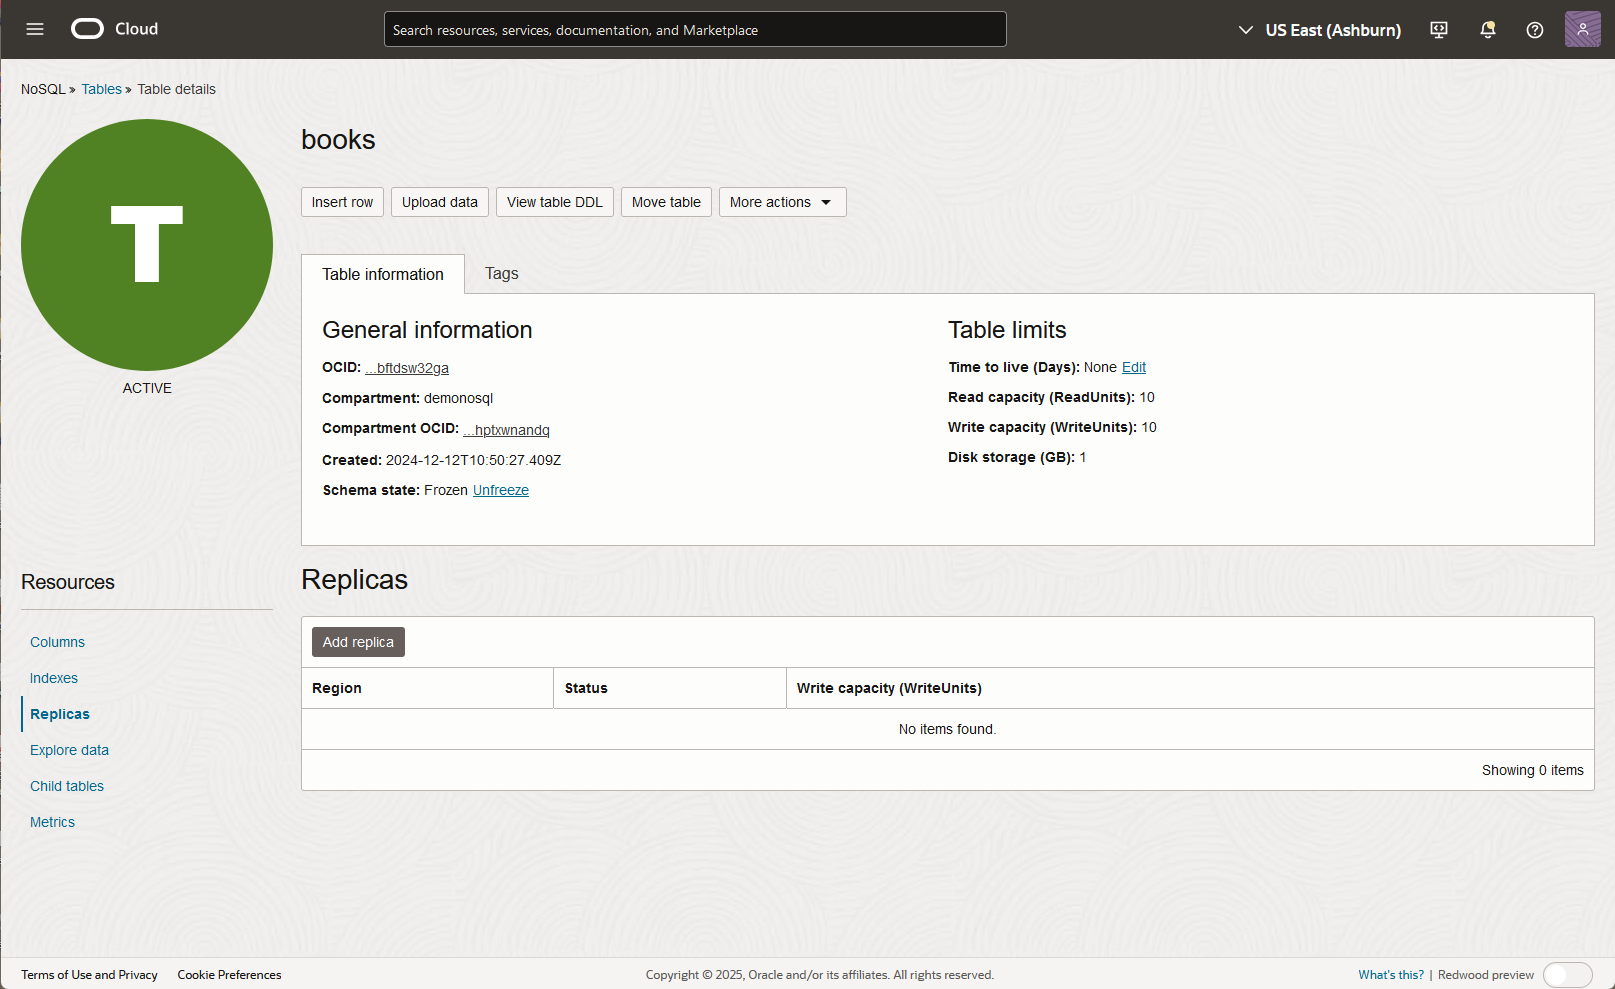 Cloud
Search resources, services, documentation, and Marketplace
US East (Ashburn)
NoSQL » Tables » Table details
T
ACTIVE
books
Insert row
Upload data
View table DDL
Move table
More actions
Table information
Tags
General information
OCID: ...bftdsw32ga
Compartment: demonosql
Compartment OCID: ...hptxwnandq
Created: 2024-12-12T10:50:27.409Z
Schema state: Frozen Unfreeze
Table limits
Time to live (Days): None Edit
Read capacity (ReadUnits): 10
Write capacity (WriteUnits): 10
Disk storage (GB): 1
Resources
Columns
Indexes
Replicas
Explore data
Child tables
Metrics
Replicas
Add replica
Region
Status
Write capacity (WriteUnits)
No items found.
Showing 0 items
Terms of Use and Privacy
Cookie Preferences
Copyright © 2025, Oracle and/or its affiliates. All rights reserved.
What's this? | Redwood preview